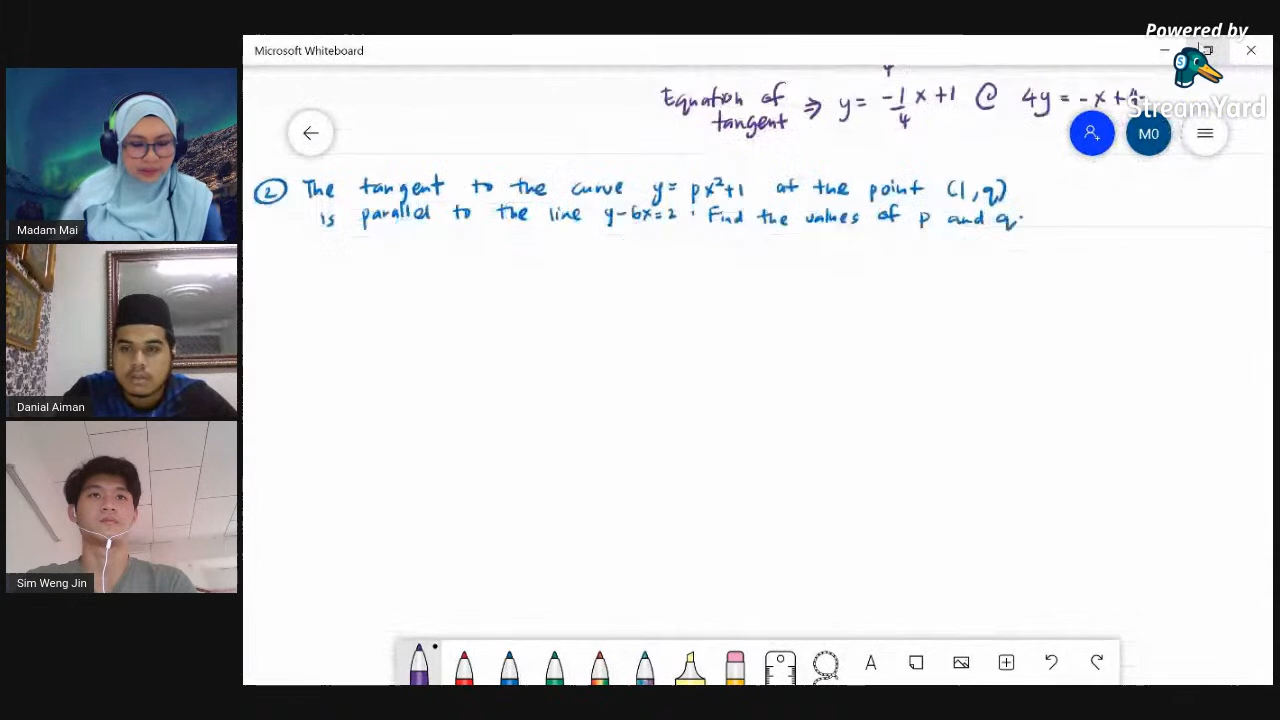 Powered by
StreamYard
Microsoft Whiteboard
Equation of tangent ⇒ y = -1/4 x + 1 @ 4y = -x + 4
M0
② The tangent to the curve y = px²+1 at the point (1, q)
is parallel to the line y-6x=2. Find the values of p and q.
Madam Mai
Danial Aiman
Sim Weng Jin
A